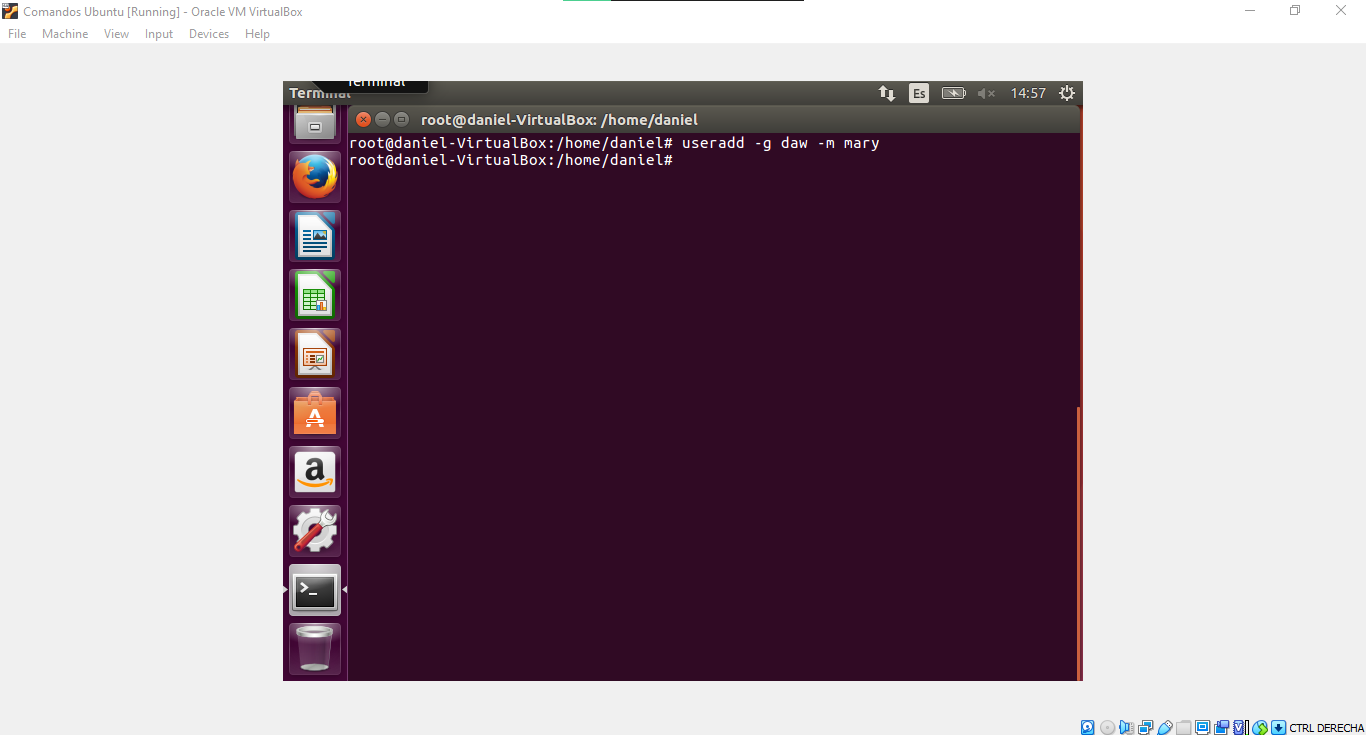 Comandos Ubuntu [Running] - Oracle VM VirtualBox
File Machine View Input Devices Help
Terminal
Terminal
Es 14:57
root@daniel-VirtualBox: /home/daniel
root@daniel-VirtualBox:/home/daniel# useradd -g daw -m mary
root@daniel-VirtualBox:/home/daniel#
CTRL DERECHA